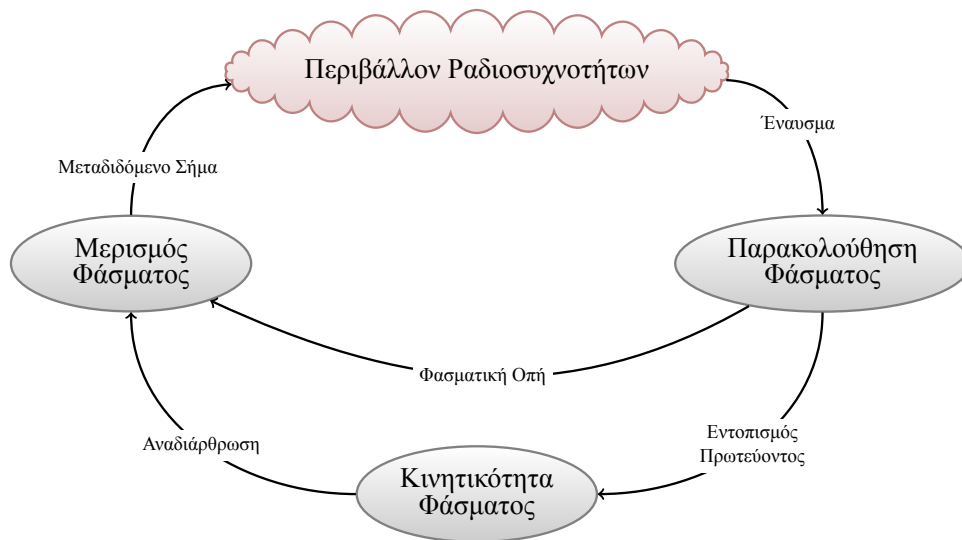 Περιβάλλον Ραδιοσυχνοτήτων
Έναυσμα
Μεταδιδόμενο Σήμα
Μερισμός
Φάσματος
Παρακολούθηση
Φάσματος
Φασματική Οπή
Αναδιάρθρωση
Εντοπισμός
Πρωτεύοντος
Κινητικότητα
Φάσματος